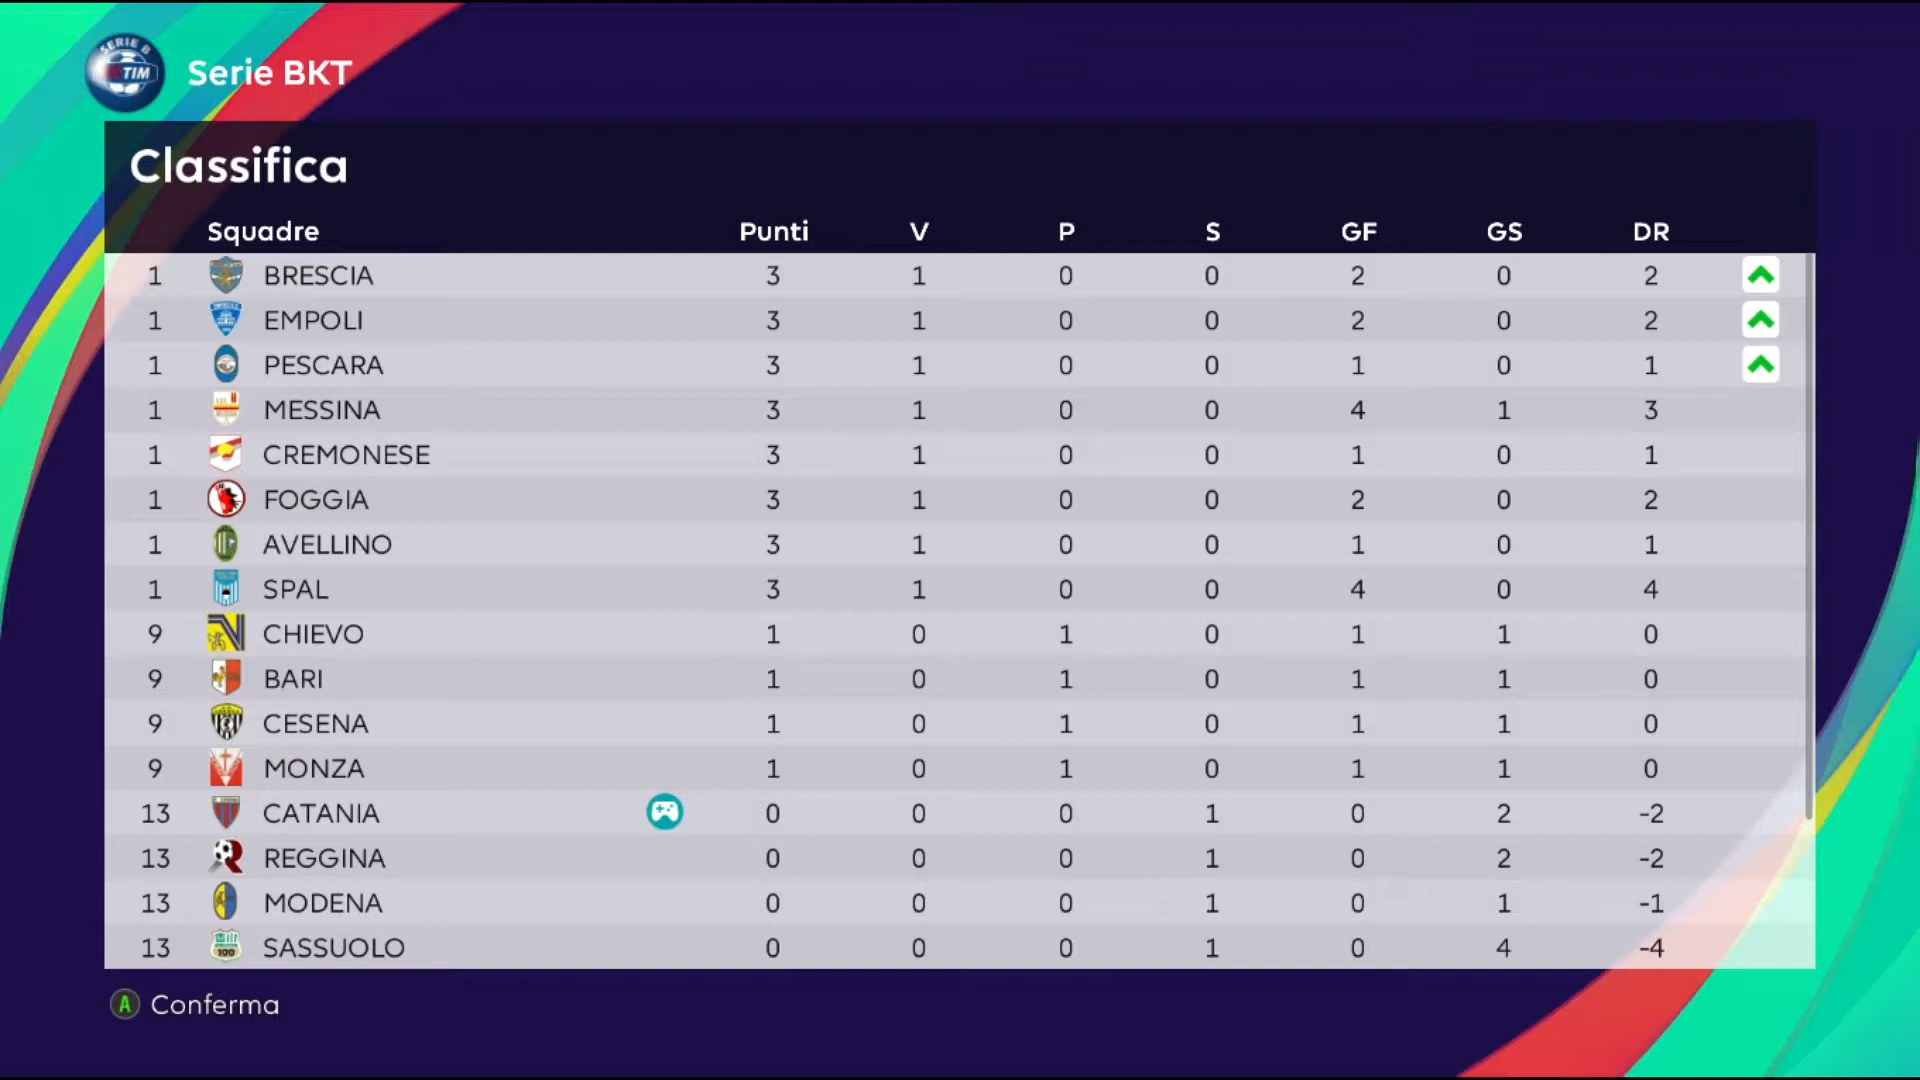 SERIE B
TIM
Serie BKT
Classifica
Squadre Punti V P S GF GS DR
1 BRESCIA 3 1 0 0 2 0 2
1 EMPOLI 3 1 0 0 2 0 2
1 PESCARA 3 1 0 0 1 0 1
1 MESSINA 3 1 0 0 4 1 3
1 CREMONESE 3 1 0 0 1 0 1
1 FOGGIA 3 1 0 0 2 0 2
1 AVELLINO 3 1 0 0 1 0 1
1 SPAL 3 1 0 0 4 0 4
9 CHIEVO 1 0 1 0 1 1 0
9 BARI 1 0 1 0 1 1 0
9 CESENA 1 0 1 0 1 1 0
9 MONZA 1 0 1 0 1 1 0
13 CATANIA 0 0 0 1 0 2 -2
13 REGGINA 0 0 0 1 0 2 -2
13 MODENA 0 0 0 1 0 1 -1
13 SASSUOLO 0 0 0 1 0 4 -4
A Conferma